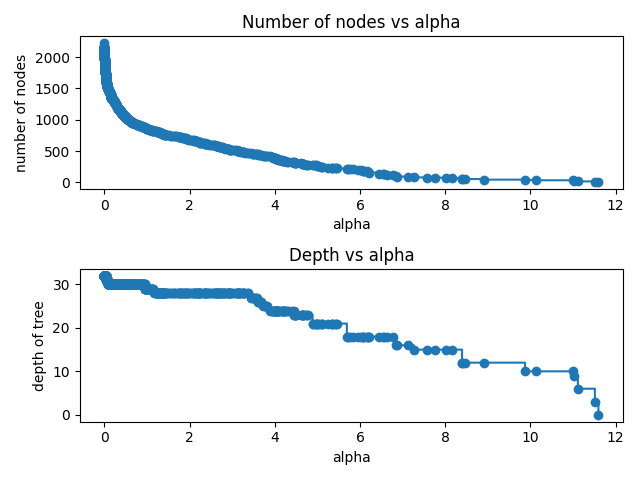 Number of nodes vs alpha
number of nodes
2000
1500
1000
500
0
0 2 4 6 8 10 12
alpha
Depth vs alpha
depth of tree
30
20
10
0
0 2 4 6 8 10 12
alpha